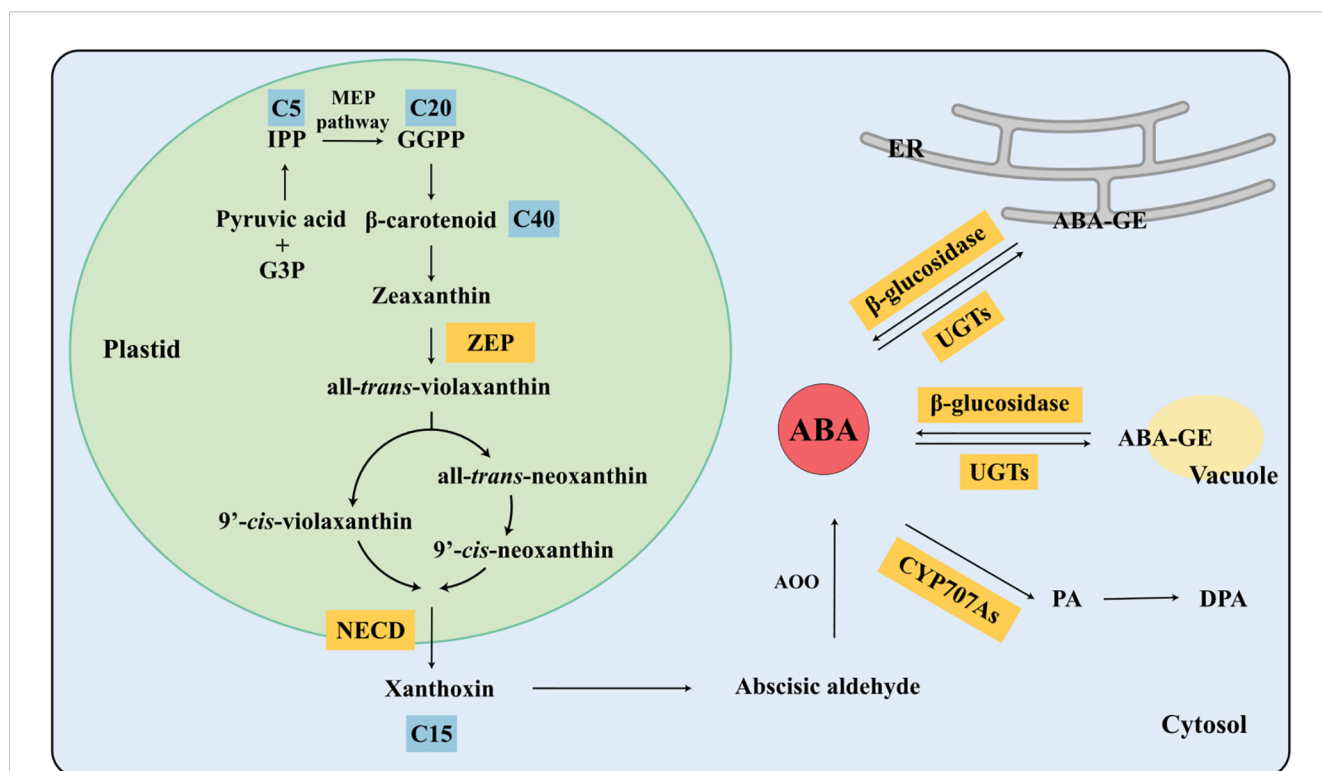 C5
MEP
pathway
C20
IPP
GGPP
Pyruvic acid
+
G3P
β-carotenoid
C40
Zeaxanthin
ZEP
Plastid
all-trans-violaxanthin
all-trans-neoxanthin
9’-cis-violaxanthin
9’-cis-neoxanthin
NECD
Xanthoxin
C15
Abscisic aldehyde
AOO
ABA
ER
ABA-GE
β-glucosidase
UGTs
β-glucosidase
UGTs
ABA-GE
Vacuole
CYP707As
PA
DPA
Cytosol